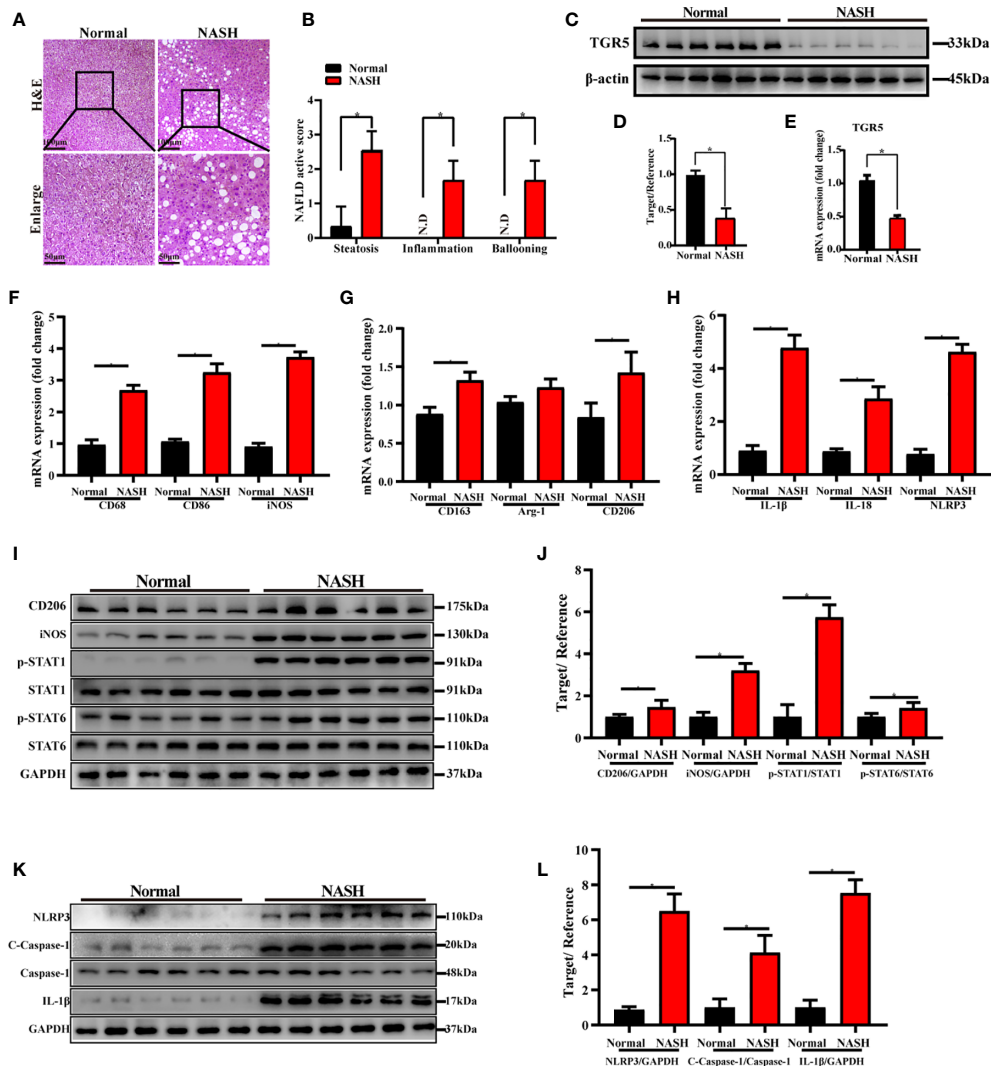 A
Normal
NASH
H&E
100μm
100μm
Enlarge
50μm
50μm
B
Normal
NASH
NAFLD active score
4
3
2
1
0
*
*
*
N.D
N.D
Steatosis
Inflammation
Ballooning
C
Normal
NASH
TGR5
33kDa
β-actin
45kDa
D
Target/Reference
1.5
1.0
0.5
0.0
*
Normal
NASH
E
TGR5
mRNA expression (fold change)
1.5
1.0
0.5
0.0
*
Normal
NASH
F
mRNA expression (fold change)
5
4
3
2
1
0
Normal NASH Normal NASH Normal NASH
CD68
CD86
iNOS
G
mRNA expression (fold change)
2.0
1.5
1.0
0.5
0.0
Normal NASH Normal NASH Normal NASH
CD163
Arg-1
CD206
H
mRNA expression (fold change)
6
4
2
0
Normal NASH Normal NASH Normal NASH
IL-1β
IL-18
NLRP3
I
Normal
NASH
CD206
175kDa
iNOS
130kDa
p-STAT1
91kDa
STAT1
91kDa
p-STAT6
110kDa
STAT6
110kDa
GAPDH
37kDa
J
Target/ Reference
8
6
4
2
0
Normal NASH Normal NASH Normal NASH Normal NASH
CD206/GAPDH
iNOS/GAPDH
p-STAT1/STAT1
p-STAT6/STAT6
K
Normal
NASH
NLRP3
110kDa
C-Caspase-1
20kDa
Caspase-1
48kDa
IL-1β
17kDa
GAPDH
37kDa
L
Target/ Reference
10
8
6
4
2
0
Normal NASH Normal NASH Normal NASH
NLRP3/GAPDH
C-Caspase-1/Caspase-1
IL-1β/GAPDH